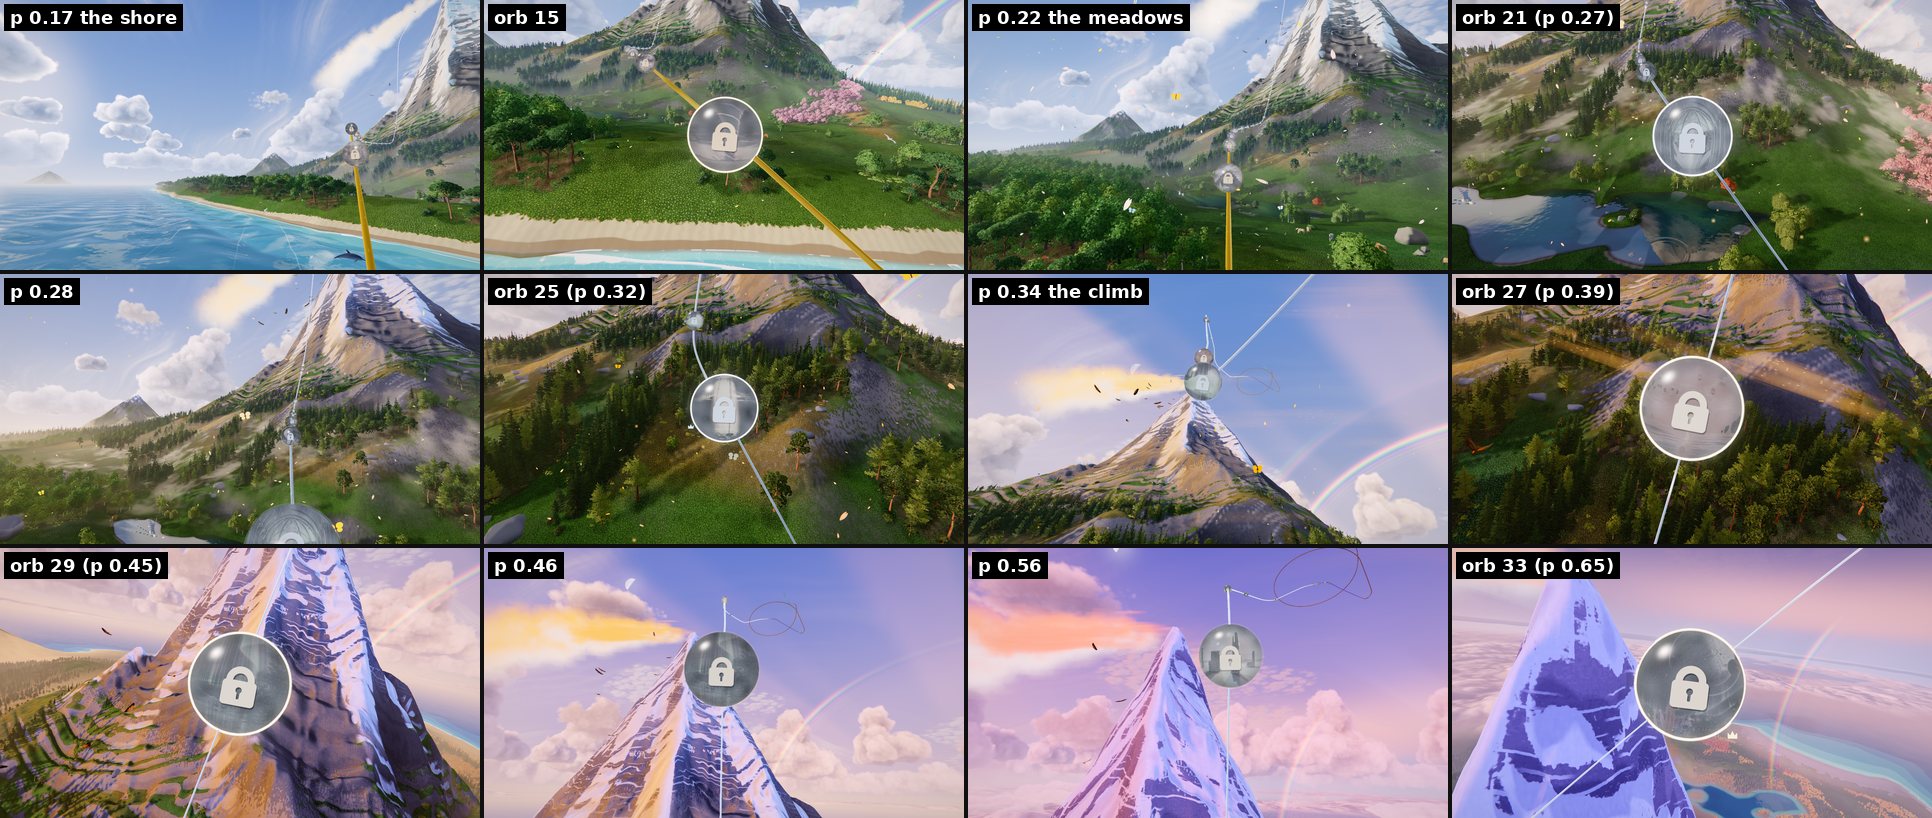 p 0.17 the shore
orb 15
p 0.22 the meadows
orb 21 (p 0.27)
p 0.28
orb 25 (p 0.32)
p 0.34 the climb
orb 27 (p 0.39)
orb 29 (p 0.45)
p 0.46
p 0.56
orb 33 (p 0.65)